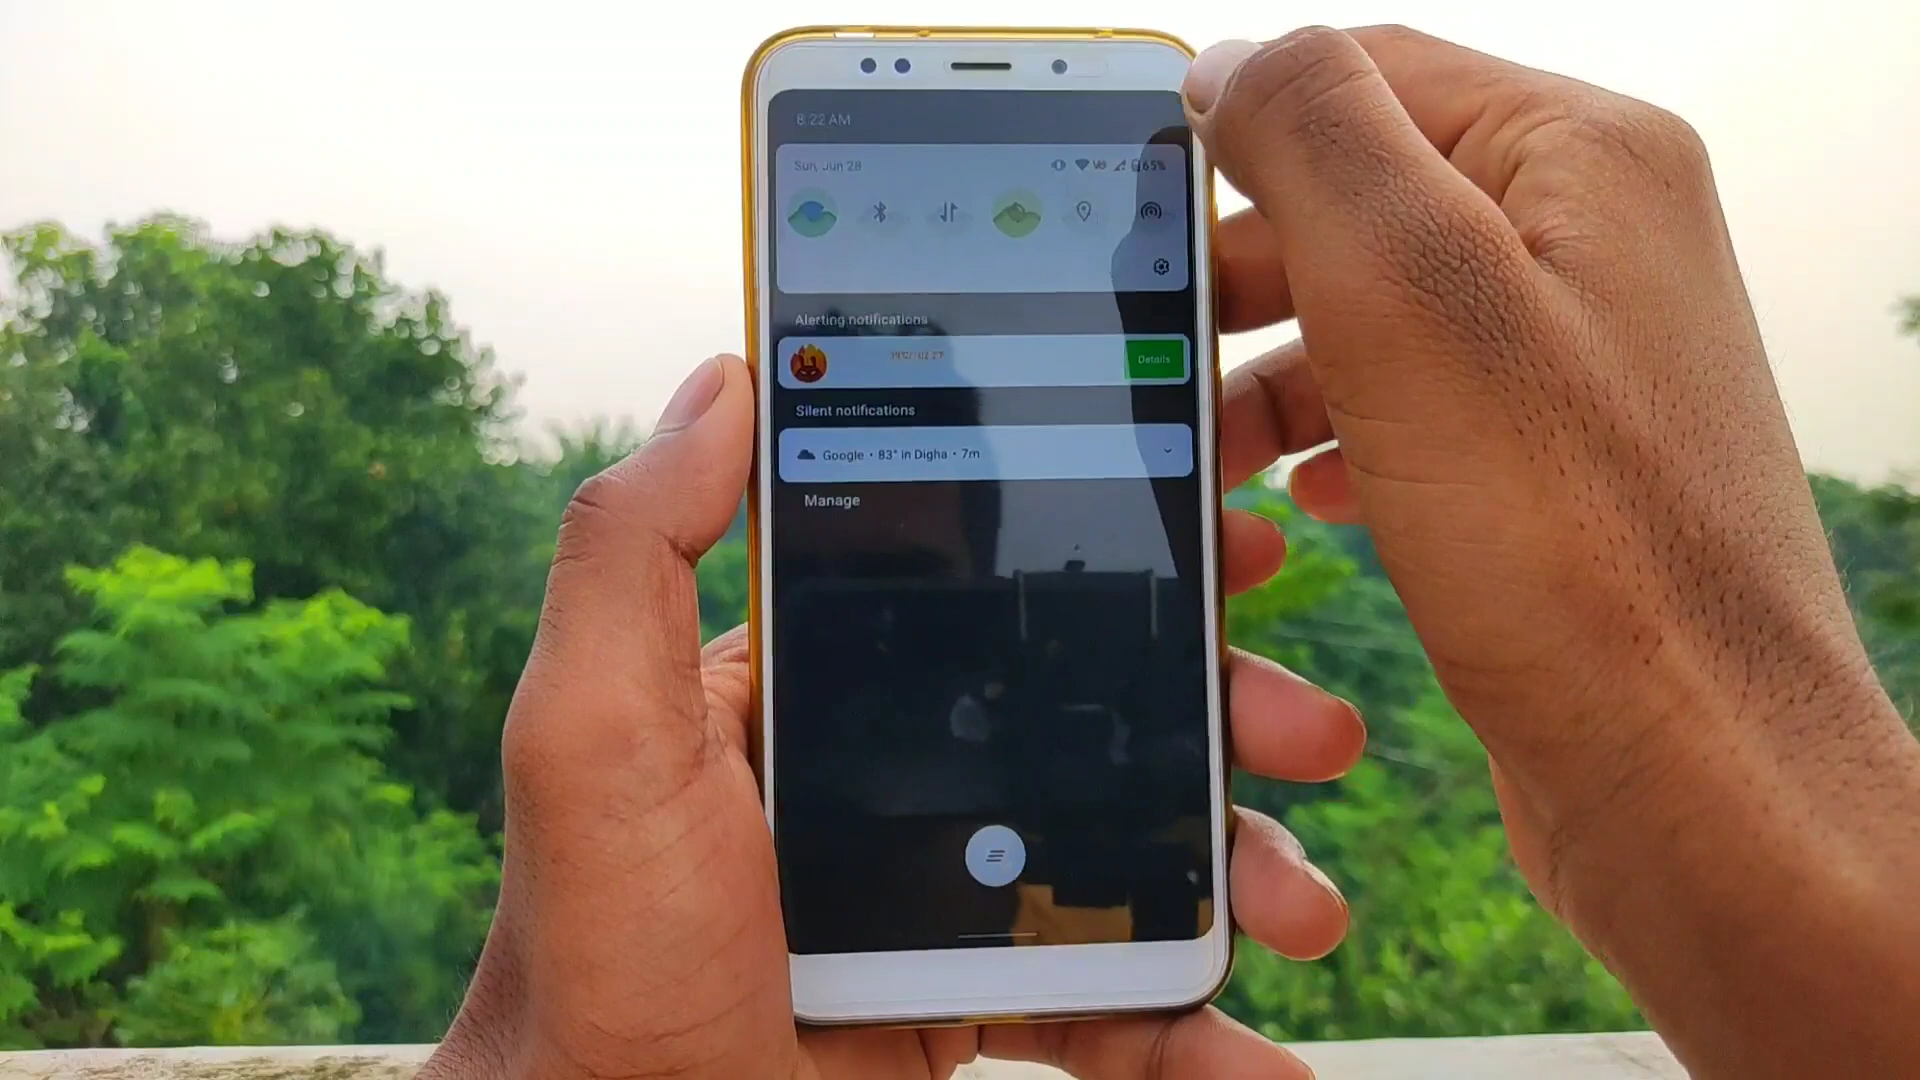 8:22 AM
Sun, Jun 28
65%
Alerting notifications
Details
Silent notifications
Google • 83° in Digha • 7m
Manage